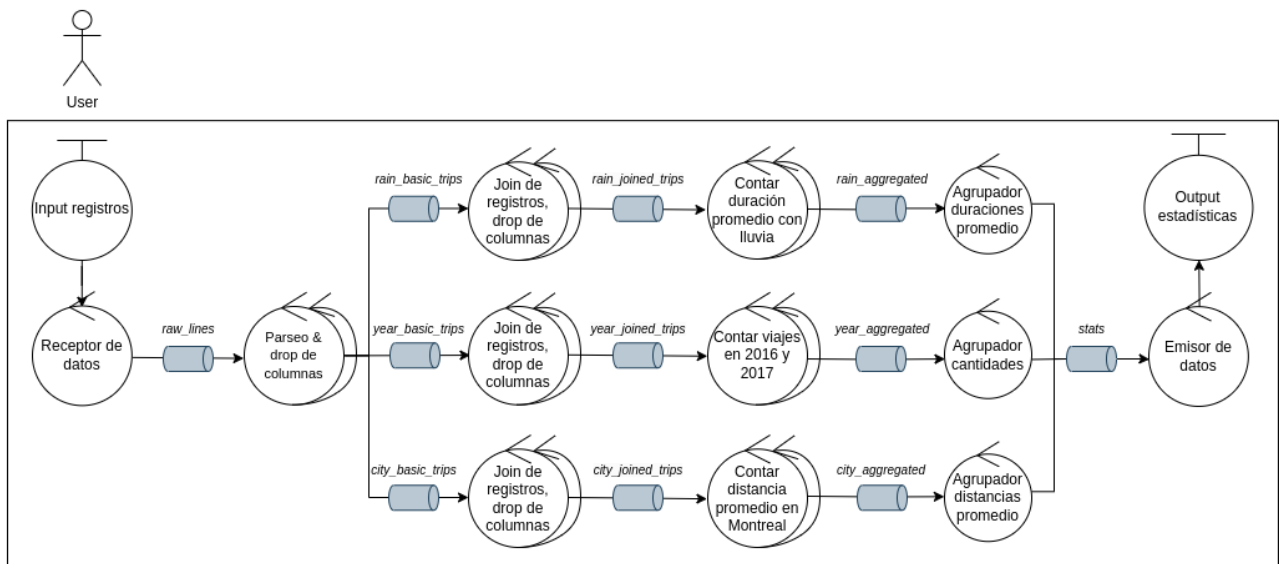 User
Input registros
Receptor de
datos
raw_lines
Parseo &
drop de
columnas
rain_basic_trips
Join de
registros,
drop de
columnas
rain_joined_trips
Contar
duración
promedio con
lluvia
rain_aggregated
Agrupador
duraciones
promedio
year_basic_trips
Join de
registros,
drop de
columnas
year_joined_trips
Contar viajes
en 2016 y
2017
year_aggregated
Agrupador
cantidades
city_basic_trips
Join de
registros,
drop de
columnas
city_joined_trips
Contar
distancia
promedio en
Montreal
city_aggregated
Agrupador
distancias
promedio
stats
Emisor de
datos
Output
estadísticas